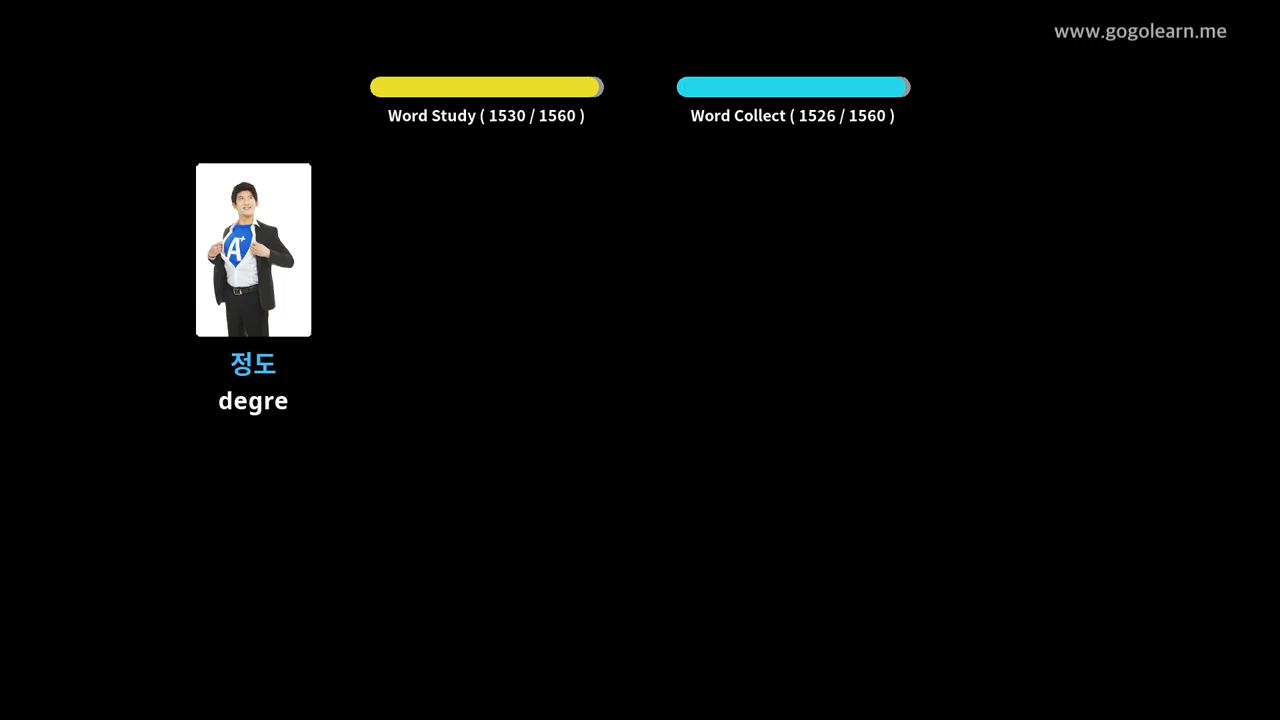 www.gogolearn.me
Word Study ( 1530 / 1560 )
Word Collect ( 1526 / 1560 )
A+
정도
degre